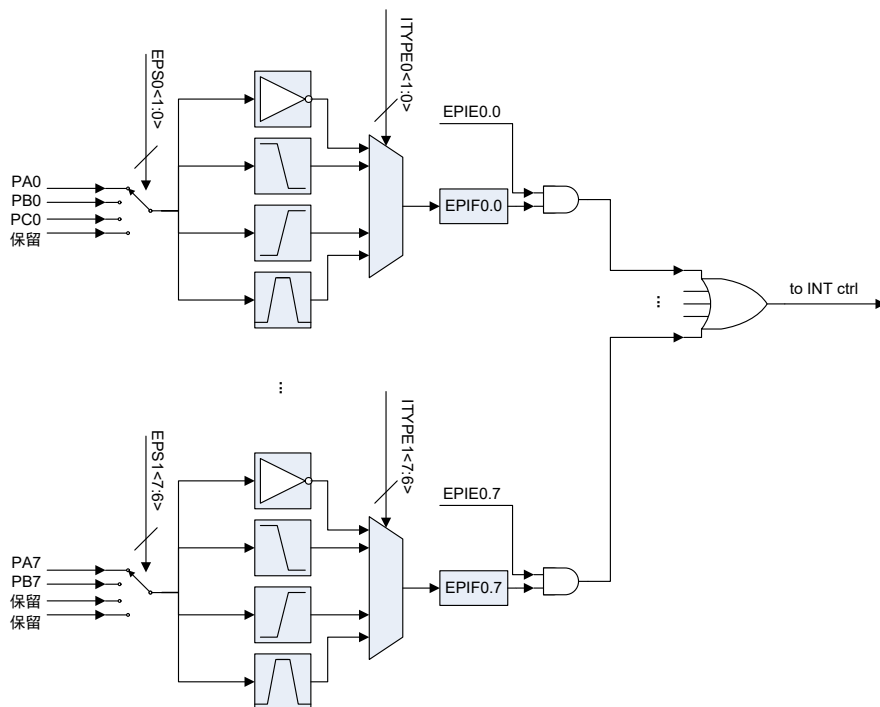 EPS0<1:0>
ITYPE0<1:0>
EPIE0.0
PA0
PB0
PC0
保留
EPIF0.0
to INT ctrl
...
...
EPS1<7:6>
ITYPE1<7:6>
EPIE0.7
PA7
PB7
保留
保留
EPIF0.7